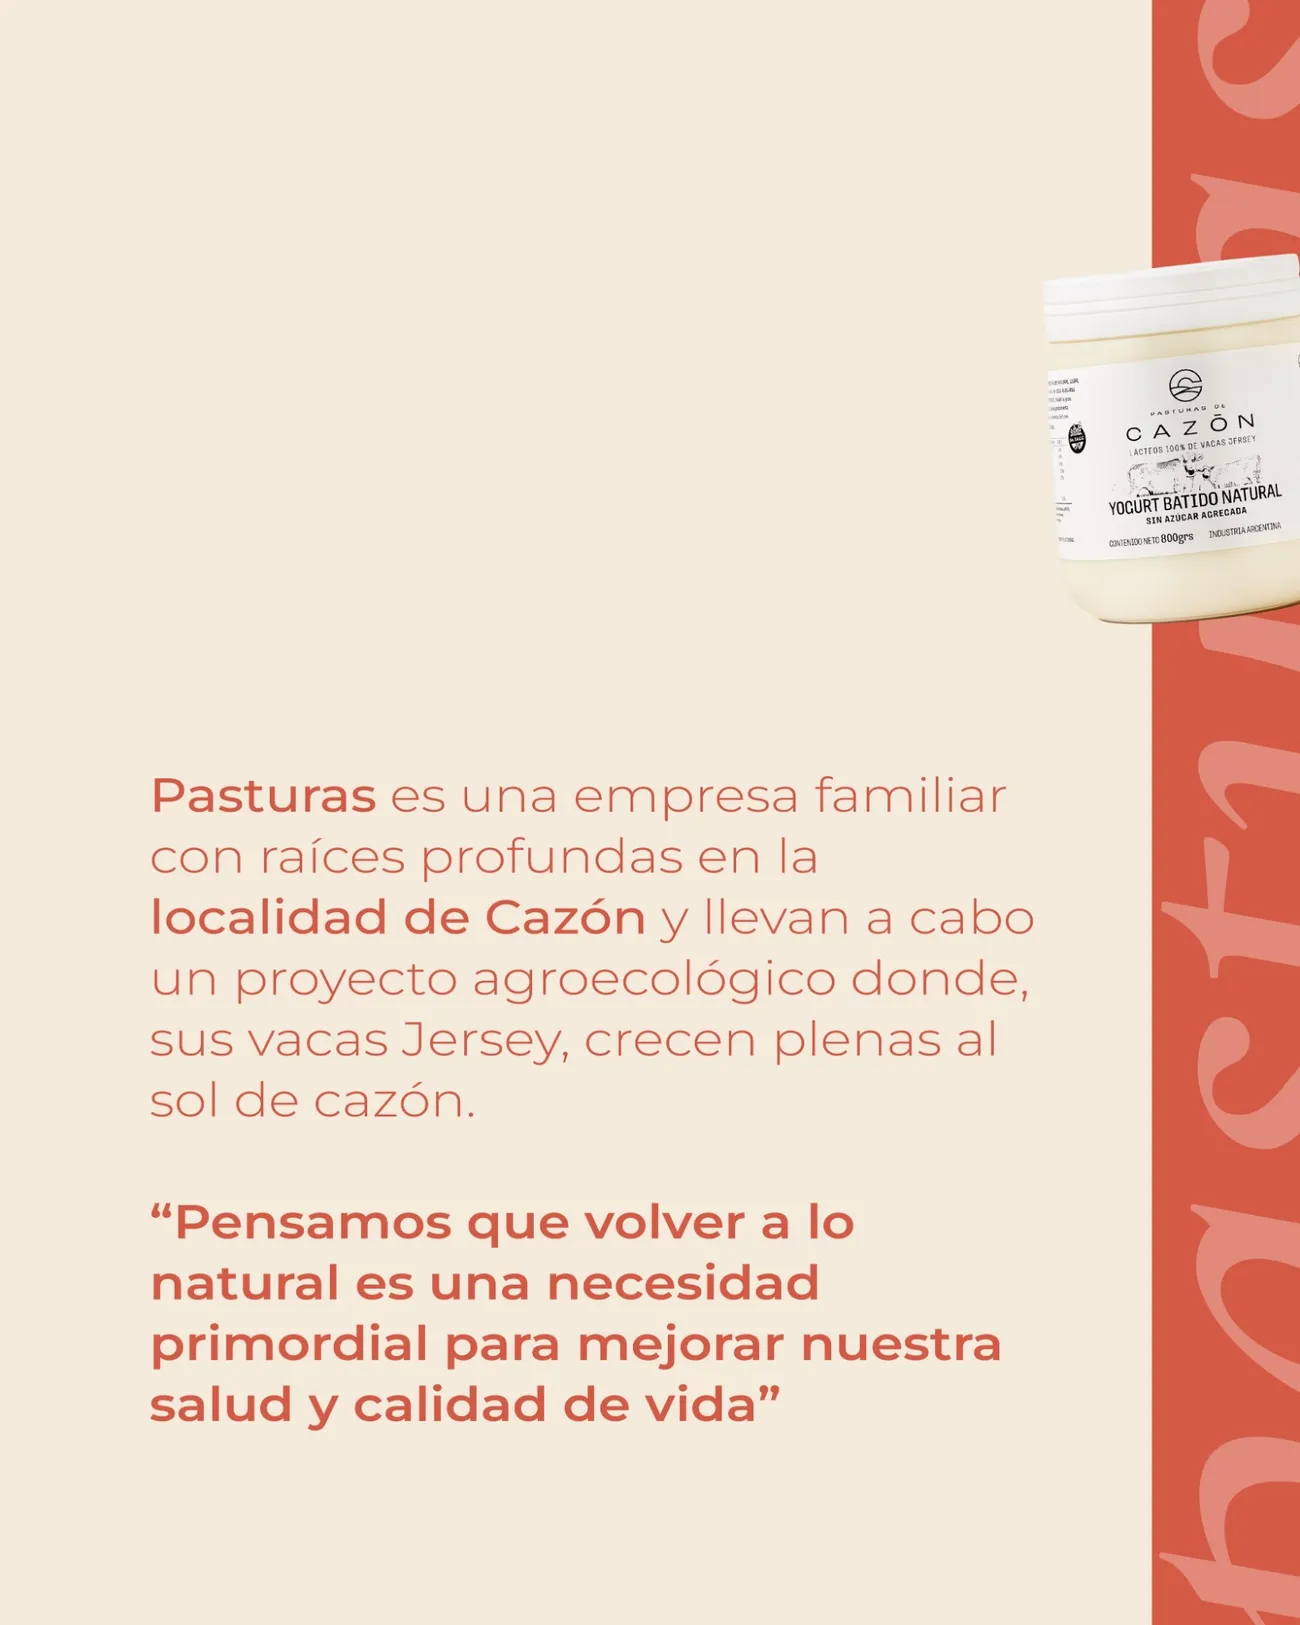 PASTURAS DE
CAZŌN
LÁCTEOS 100% DE VACAS JERSEY
YOGURT BATIDO NATURAL
SIN AZÚCAR AGREGADA
CONTENIDO NETO 800grs INDUSTRIA ARGENTINA
Pasturas es una empresa familiar
con raíces profundas en la
localidad de Cazón y llevan a cabo
un proyecto agroecológico donde,
sus vacas Jersey, crecen plenas al
sol de cazón.
“Pensamos que volver a lo
natural es una necesidad
primordial para mejorar nuestra
salud y calidad de vida”
pasturas